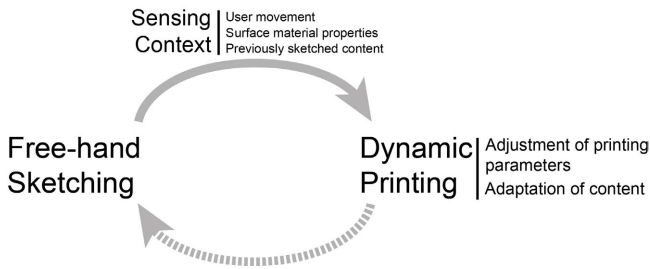 Sensing
Context
User movement
Surface material properties
Previously sketched content
Free-hand
Sketching
Dynamic
Printing
Adjustment of printing
parameters
Adaptation of content